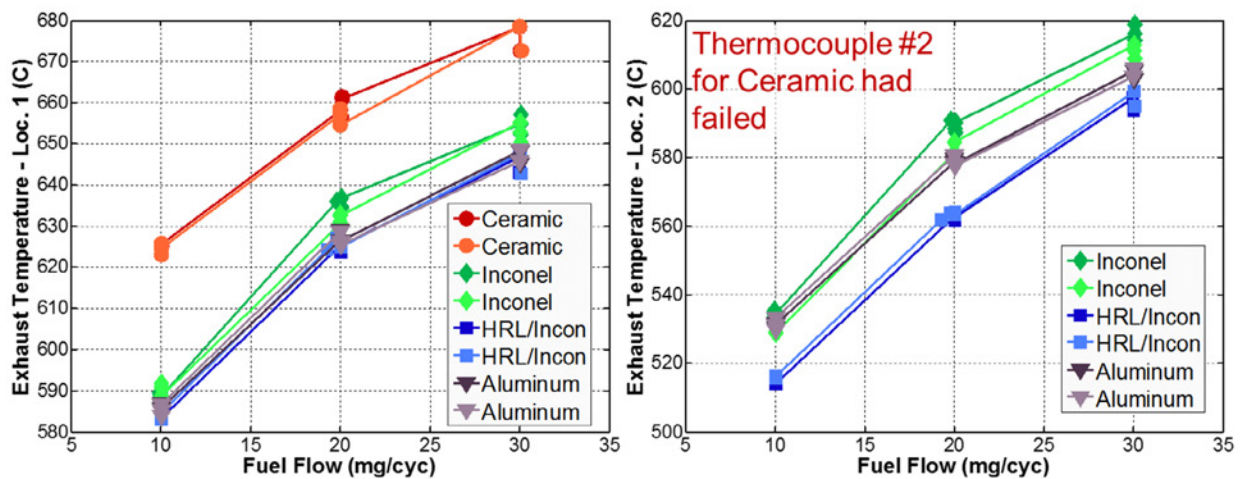 680
670
660
650
640
630
620
610
600
590
580
5
10
15
20
25
30
35
Exhaust Temperature - Loc. 1 (C)
Fuel Flow (mg/cyc)
Ceramic
Ceramic
Inconel
Inconel
HRL/Incon
HRL/Incon
Aluminum
Aluminum
620
600
580
560
540
520
500
5
10
15
20
25
30
35
Exhaust Temperature - Loc. 2 (C)
Fuel Flow (mg/cyc)
Thermocouple #2
for Ceramic had
failed
Inconel
Inconel
HRL/Incon
HRL/Incon
Aluminum
Aluminum